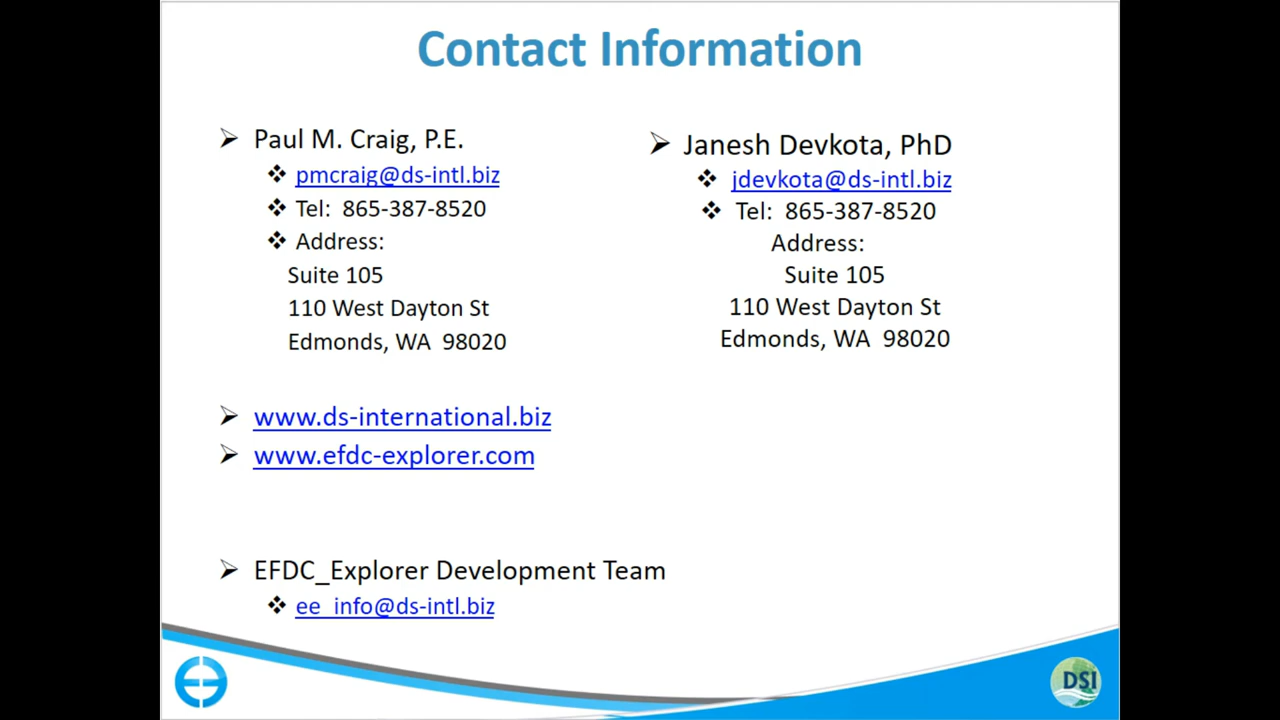 Contact Information
Paul M. Craig, P.E.
pmcraig@ds-intl.biz
Tel: 865-387-8520
Address:
Suite 105
110 West Dayton St
Edmonds, WA 98020
Janesh Devkota, PhD
jdevkota@ds-intl.biz
Tel: 865-387-8520
Address:
Suite 105
110 West Dayton St
Edmonds, WA 98020
www.ds-international.biz
www.efdc-explorer.com
EFDC_Explorer Development Team
ee_info@ds-intl.biz
DSI